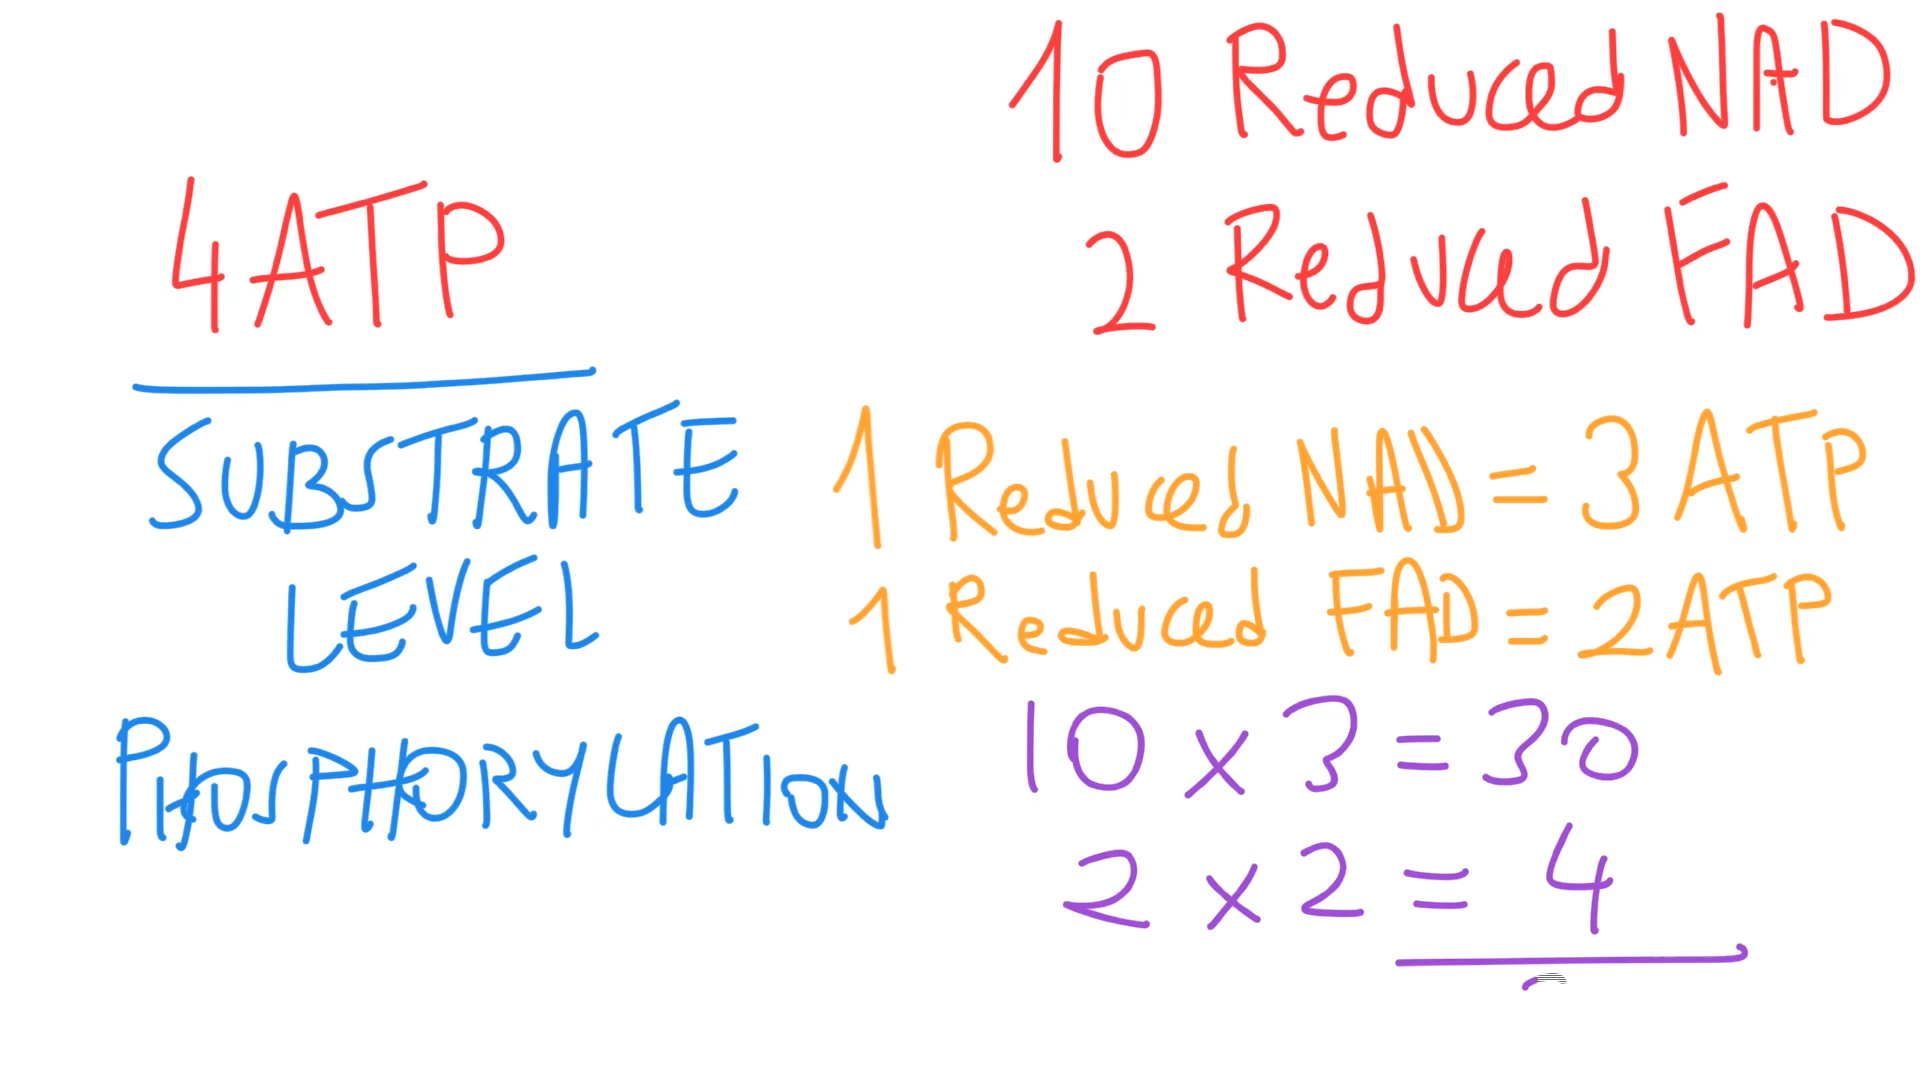 4ATP
SUBSTRATE
LEVEL
PHOSPHORYLATION
10 Reduced NAD
2 Reduced FAD
1 Reduced NAD = 3 ATP
1 Reduced FAD = 2 ATP
10 x 3 = 30
2 x 2 = 4